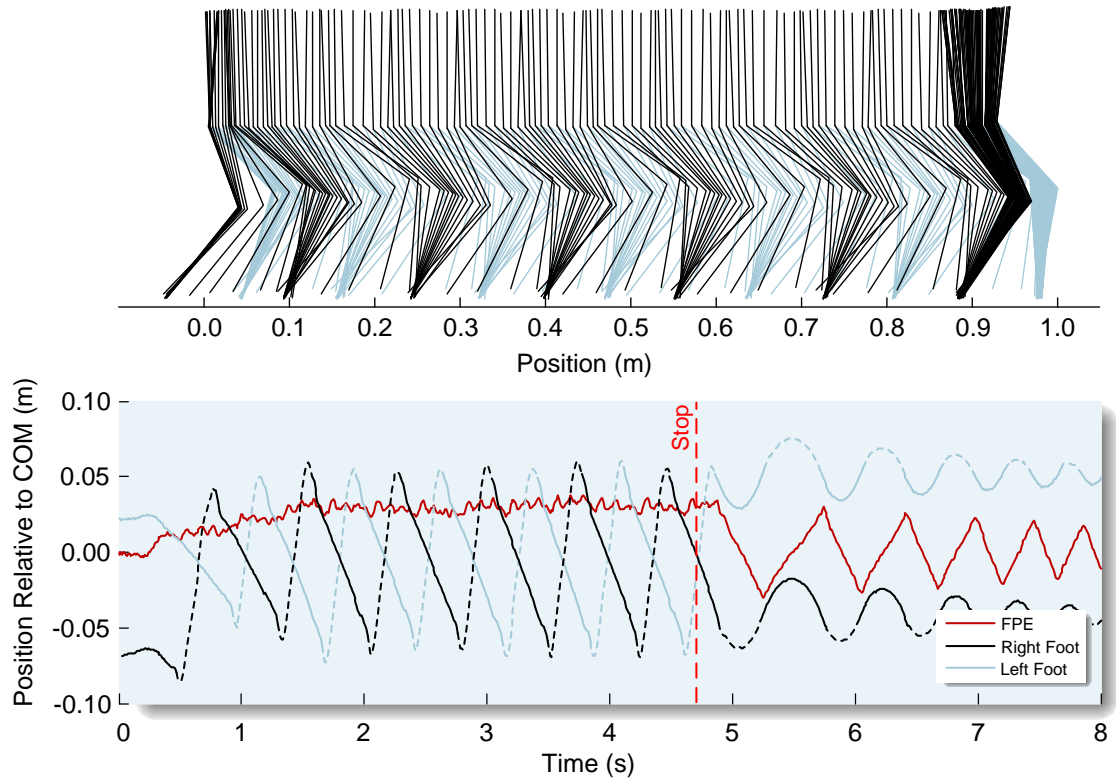 0.0 0.1 0.2 0.3 0.4 0.5 0.6 0.7 0.8 0.9 1.0
Position (m)
Position Relative to COM (m)
0.10
0.05
0.00
-0.05
-0.10
Stop
FPE
Right Foot
Left Foot
0 1 2 3 4 5 6 7 8
Time (s)